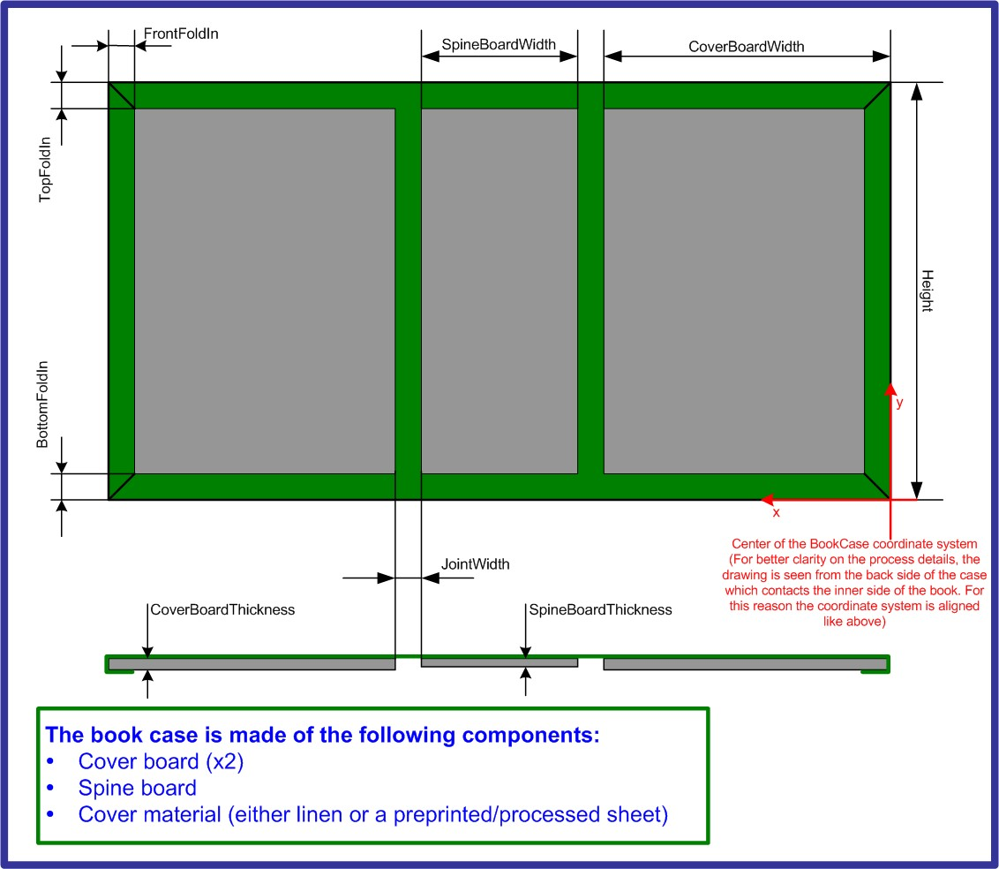 FrontFoldIn
SpineBoardWidth
CoverBoardWidth
TopFoldIn
Height
BottomFoldIn
y
x
Center of the BookCase coordinate system
(For better clarity on the process details, the
drawing is seen from the back side of the case
which contacts the inner side of the book. For
this reason the coordinate system is aligned
like above)
JointWidth
CoverBoardThickness
SpineBoardThickness
The book case is made of the following components:
• Cover board (x2)
• Spine board
• Cover material (either linen or a preprinted/processed sheet)